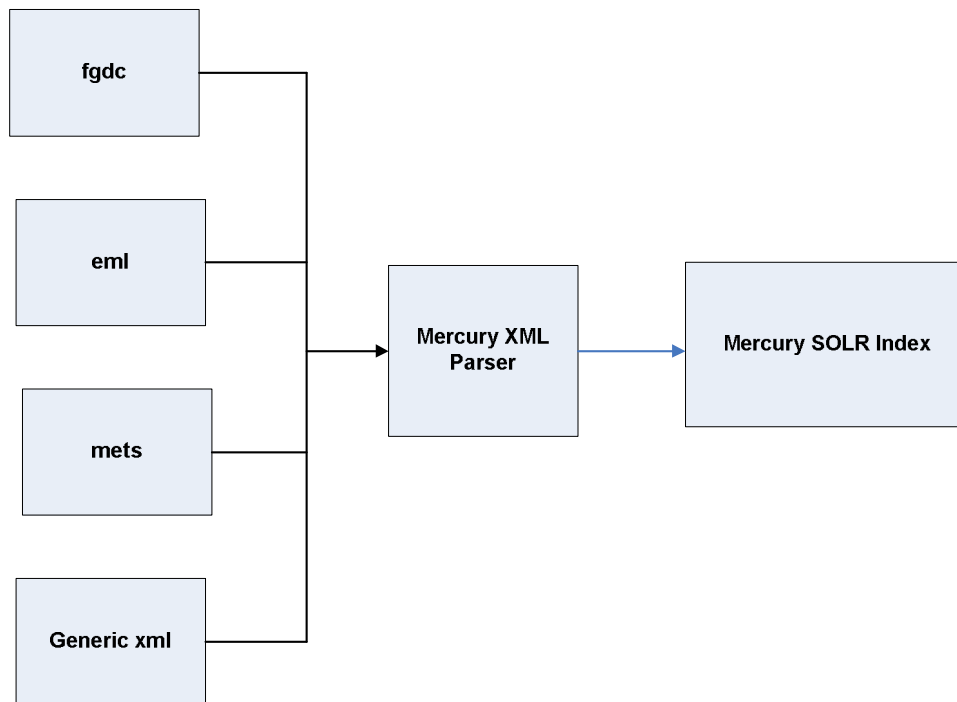 fgdc
eml
mets
Generic xml
Mercury XML
Parser
Mercury SOLR Index